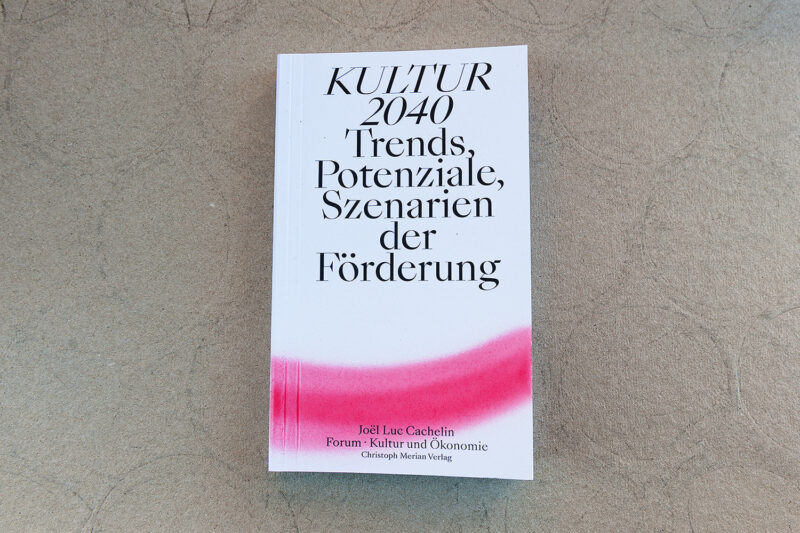 KULTUR
2040
Trends,
Potenziale,
Szenarien
der
Förderung
Joël Luc Cachelin
Forum · Kultur und Ökonomie
Christoph Merian Verlag